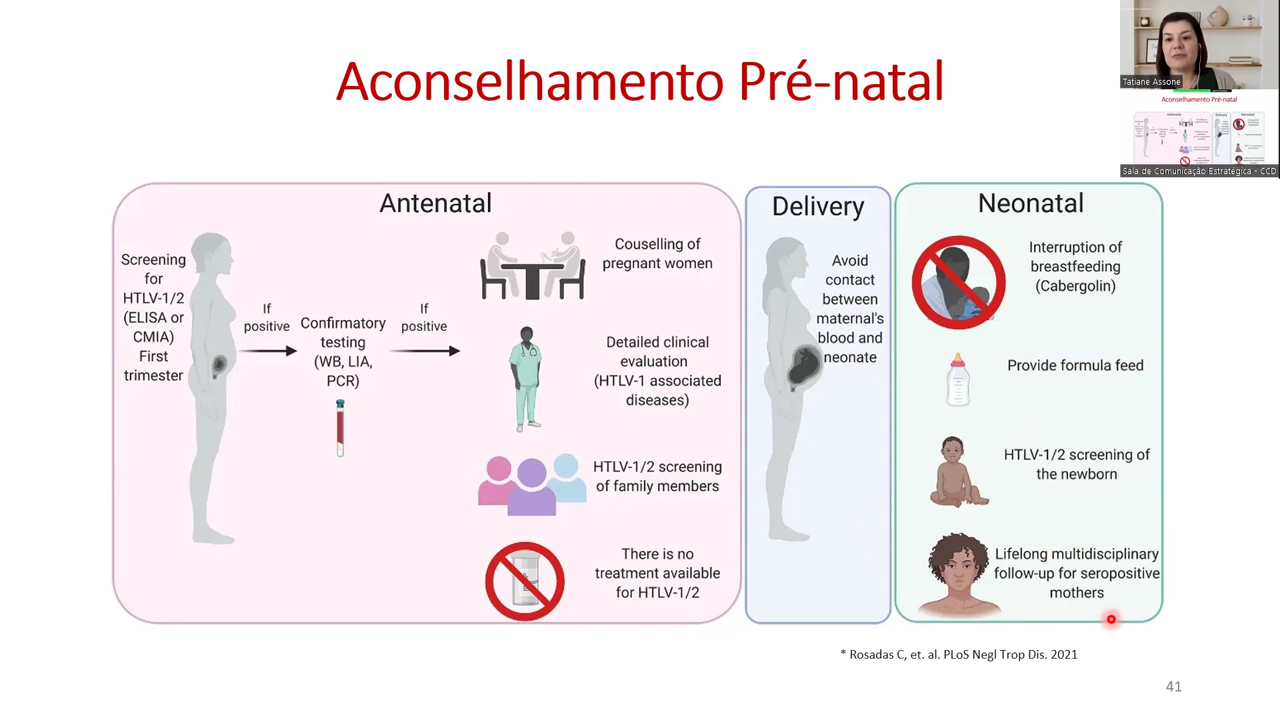 Aconselhamento Pré-natal
Tatiane Assone
Aconselhamento Pré-natal
Antenatal
Delivery
Neonatal
Sala de Comunicação Estratégica - CCD
Antenatal
Screening
for
HTLV-1/2
(ELISA or
CMIA)
First
trimester
If
positive
Confirmatory
testing
(WB, LIA,
PCR)
If
positive
Couselling of
pregnant women
Detailed clinical
evaluation
(HTLV-1 associated
diseases)
HTLV-1/2 screening
of family members
There is no
treatment available
for HTLV-1/2
Delivery
Avoid
contact
between
maternal's
blood and
neonate
Neonatal
Interruption of
breastfeeding
(Cabergolin)
Provide formula feed
HTLV-1/2 screening of
the newborn
Lifelong multidisciplinary
follow-up for seropositive
mothers
* Rosadas C, et. al. PLoS Negl Trop Dis. 2021
41